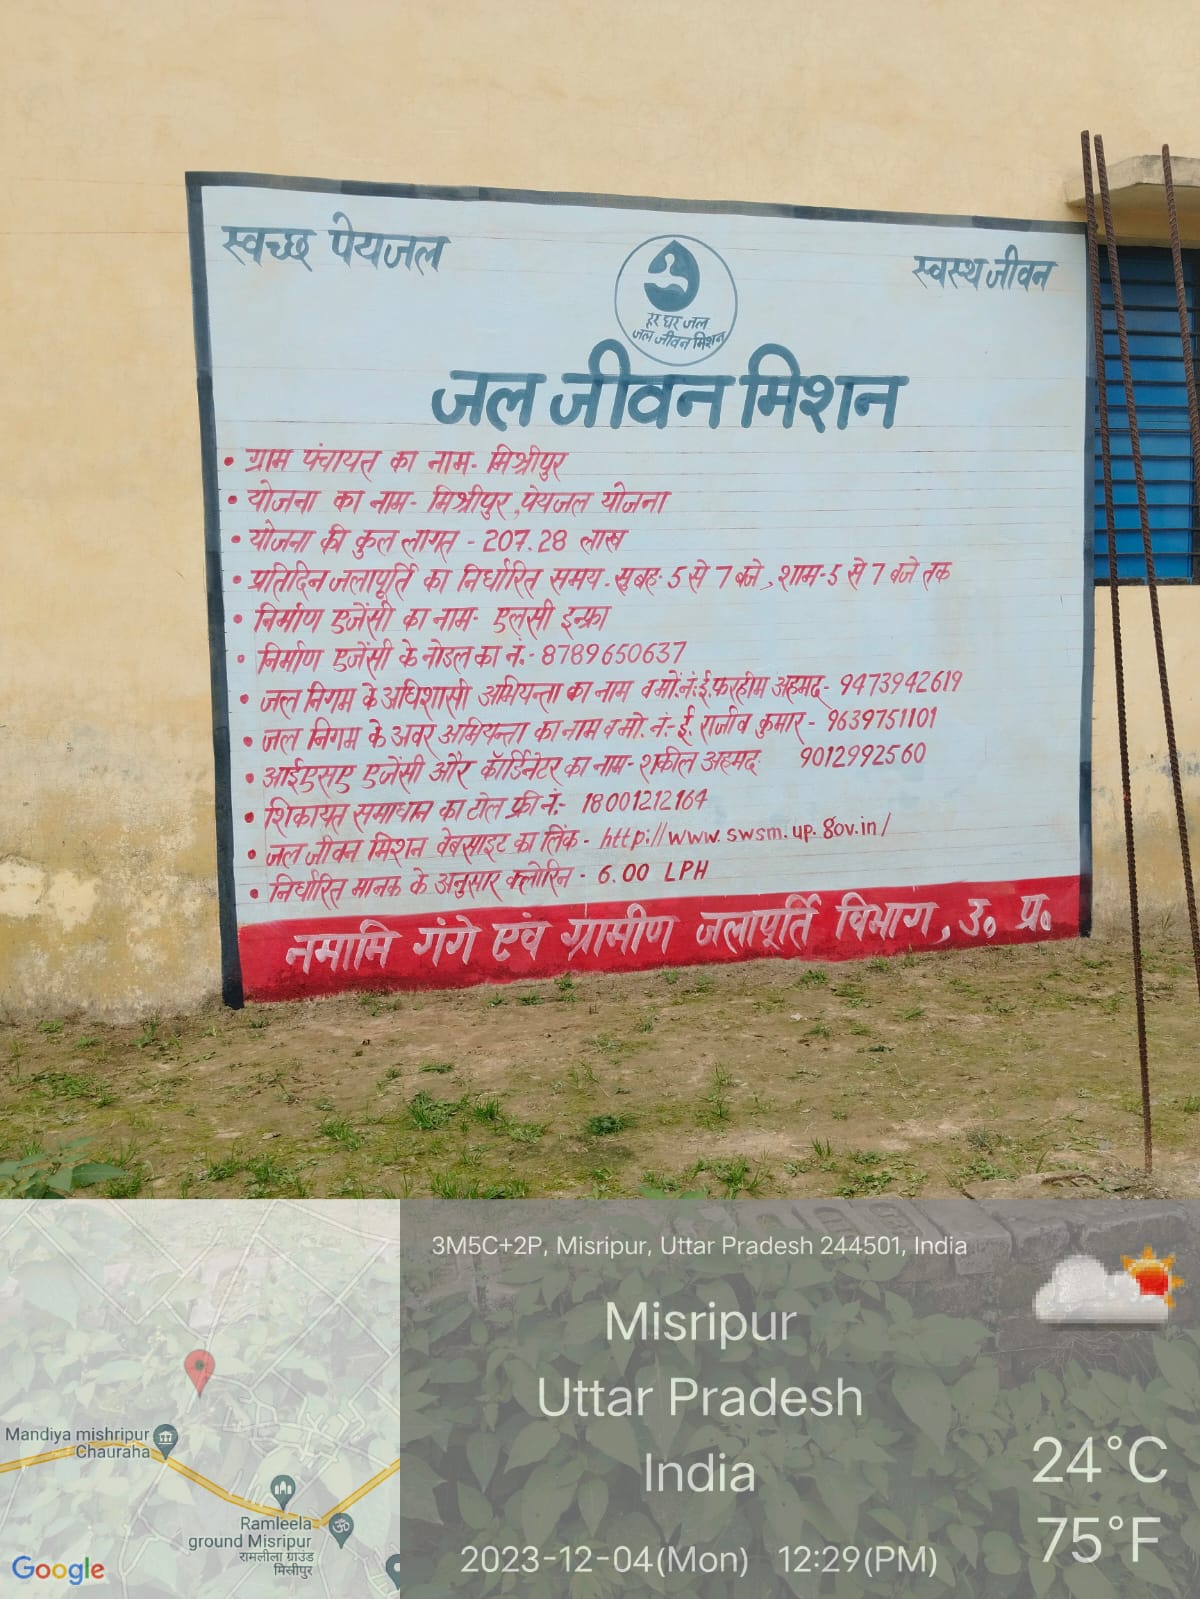 स्वच्छ पेयजल
स्वस्थ जीवन
हर घर जल
जल जीवन मिशन
जल जीवन मिशन
• ग्राम पंचायत का नाम- मिश्रीपुर
• योजना का नाम- मिश्रीपुर, पेयजल योजना
• योजना की कुल लागत - 207.28 लाख
• प्रतिदिन जलापूर्ति का निर्धारित समय- सुबह- 5 से 7 बजे, शाम-5 से 7 बजे तक
• निर्माण एजेंसी का नाम- एलसी इन्फ्रा
• निर्माण एजेंसी के नोडल का नं.- 8789650637
• जल निगम के अधिशासी अभियन्ता का नाम व मो.नं.:ई.फरहीम अहमद- 9473942619
• जल निगम के अवर अभियन्ता का नाम व मो. नं.- ई. राजीव कुमार - 9639751101
• आईएसए एजेंसी और कॉर्डिनेटर का नाम- शकील अहमद 9012992560
• शिकायत समाधान का टोल फ्री नं.- 18001212164
• जल जीवन मिशन वेबसाइट का लिंक - http://www.swsm.up.gov.in/
• निर्धारित मानक के अनुसार क्लोरिन - 6.00 LPH
नमामि गंगे एवं ग्रामीण जलापूर्ति विभाग, उ० प्र०
3M5C+2P, Misripur, Uttar Pradesh 244501, India
Misripur
Uttar Pradesh
India
24°C
75°F
2023-12-04(Mon) 12:29(PM)
Mandiya mishripur
Chauraha
Ramleela
ground Misripur
रामलीला ग्राउंड
मिस्रीपुर
Google